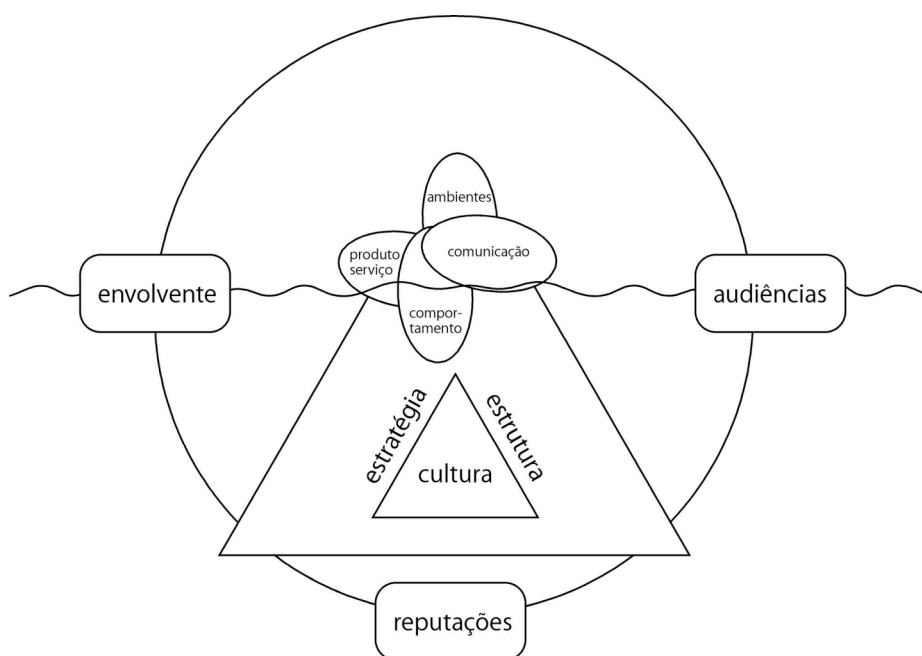 ambientes
produto
serviço
comunicação
envolvente
audiências
compor-
tamento
estratégia
estrutura
cultura
reputações